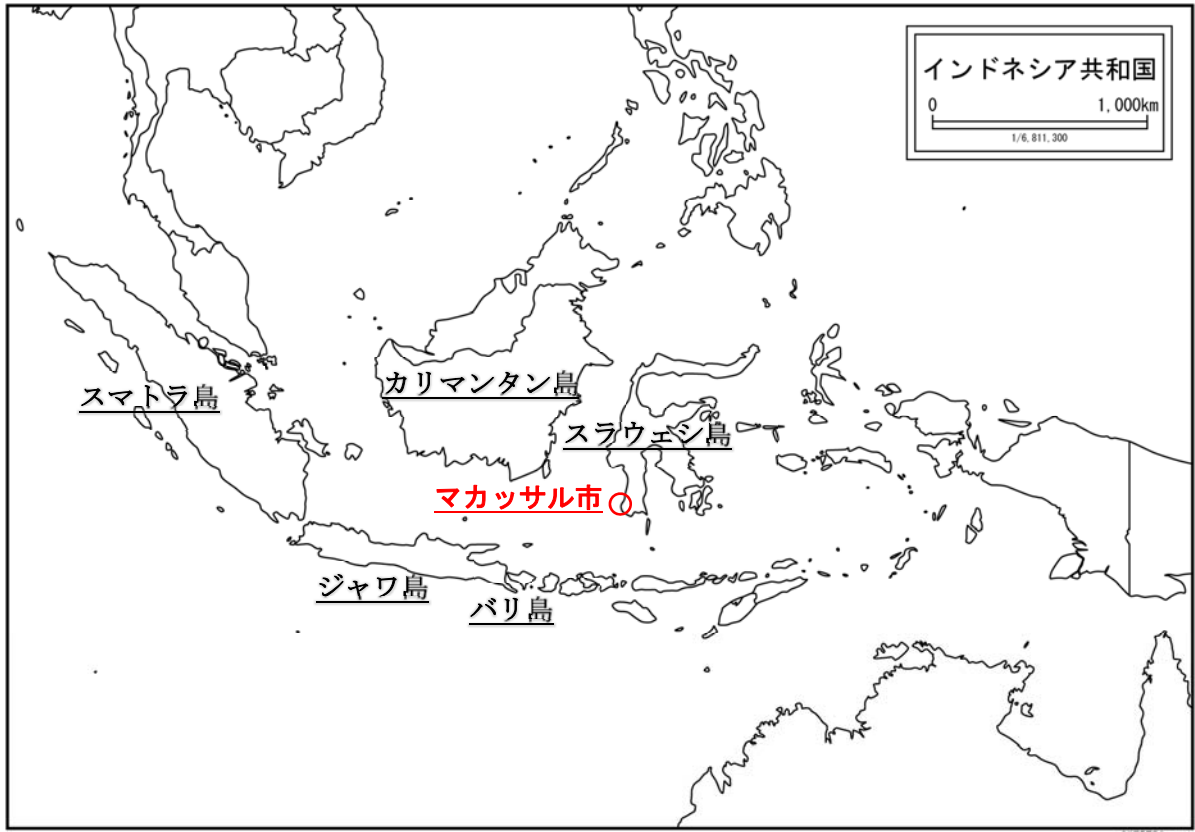 インドネシア共和国
0 1,000km
1/6,811,300
カリマンタン島
スマトラ島
スラウェシ島
マカッサル市
ジャワ島
バリ島